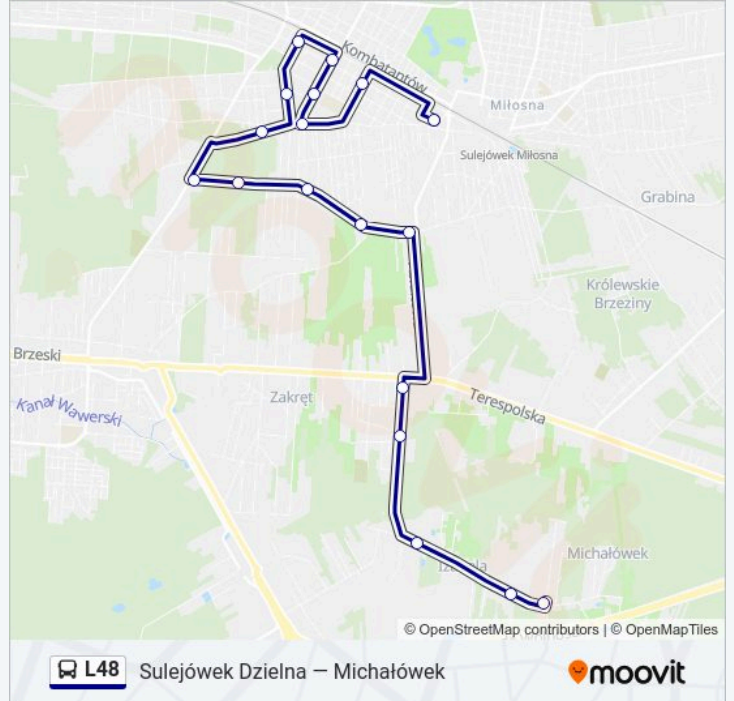 Kombatantów
Miłosna
Sulejówek Miłosna
Grabina
Królewskie
Brzeziny
Brzeski
Zakręt
Terespolska
Kanał Wawerski
Michałówek
© OpenStreetMap contributors | © OpenMapTiles
L48 Sulejówek Dzielna — Michałówek
moovit